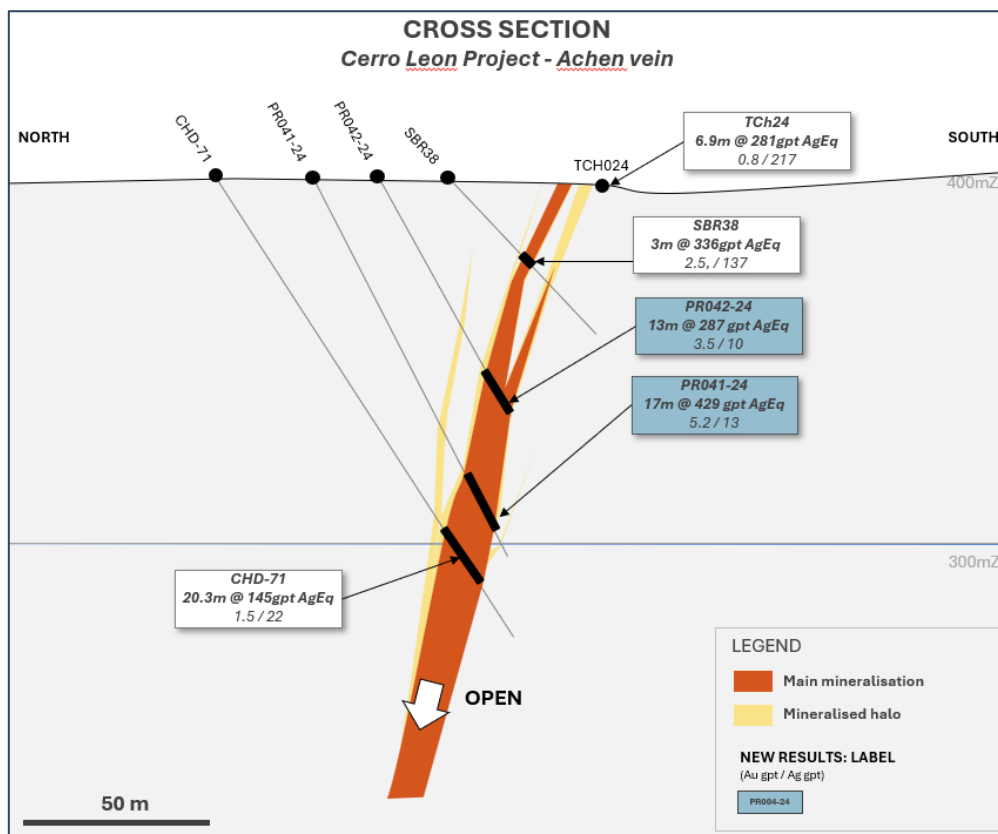 CROSS SECTION
Cerro Leon Project - Achen vein
NORTH
SOUTH
CHD-71
PR041-24
PR042-24
SBR38
TCH024
TCh24
6.9m @ 281gpt AgEq
0.8 / 217
400mZ
SBR38
3m @ 336gpt AgEq
2.5, / 137
PR042-24
13m @ 287 gpt AgEq
3.5 / 10
PR041-24
17m @ 429 gpt AgEq
5.2 / 13
300mZ
CHD-71
20.3m @ 145gpt AgEq
1.5 / 22
OPEN
LEGEND
Main mineralisation
Mineralised halo
NEW RESULTS: LABEL
(Au gpt / Ag gpt)
PR004-24
50 m